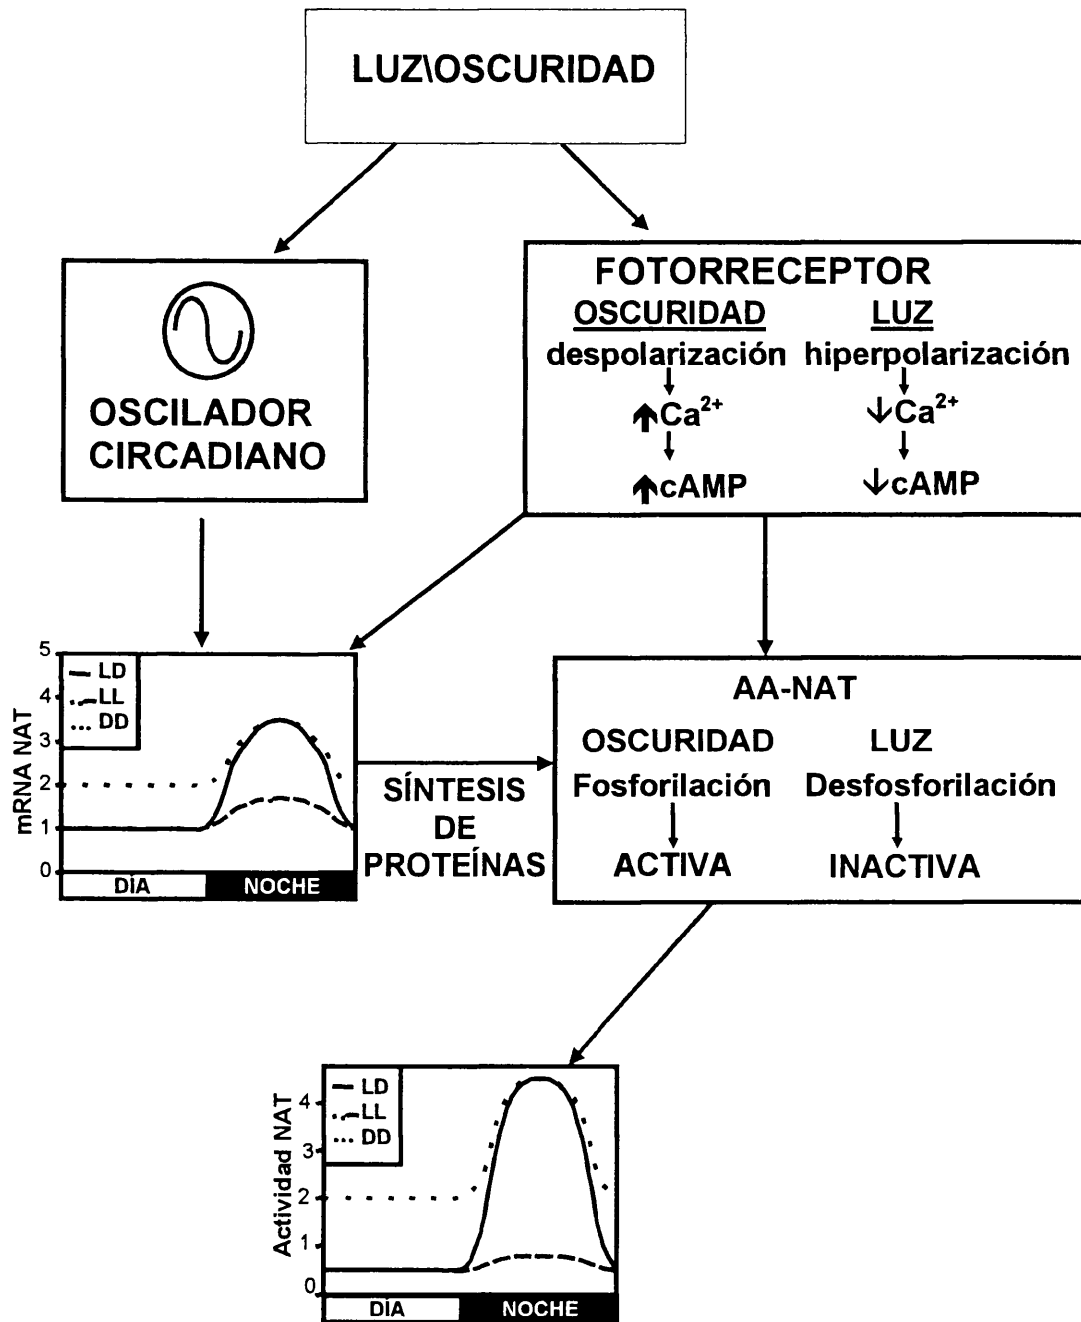 LUZ\OSCURIDAD
OSCILADOR
CIRCADIANO
FOTORRECEPTOR
OSCURIDAD LUZ
despolarización hiperpolarización
↑Ca²⁺ ↓Ca²⁺
↑cAMP ↓cAMP
mRNA NAT
5
4
3
2
1
0
LD
LL
DD
DÍA NOCHE
SÍNTESIS
DE
PROTEÍNAS
AA-NAT
OSCURIDAD LUZ
Fosforilación Desfosforilación
ACTIVA INACTIVA
Actividad NAT
4
3
2
1
0
LD
LL
DD
DÍA NOCHE